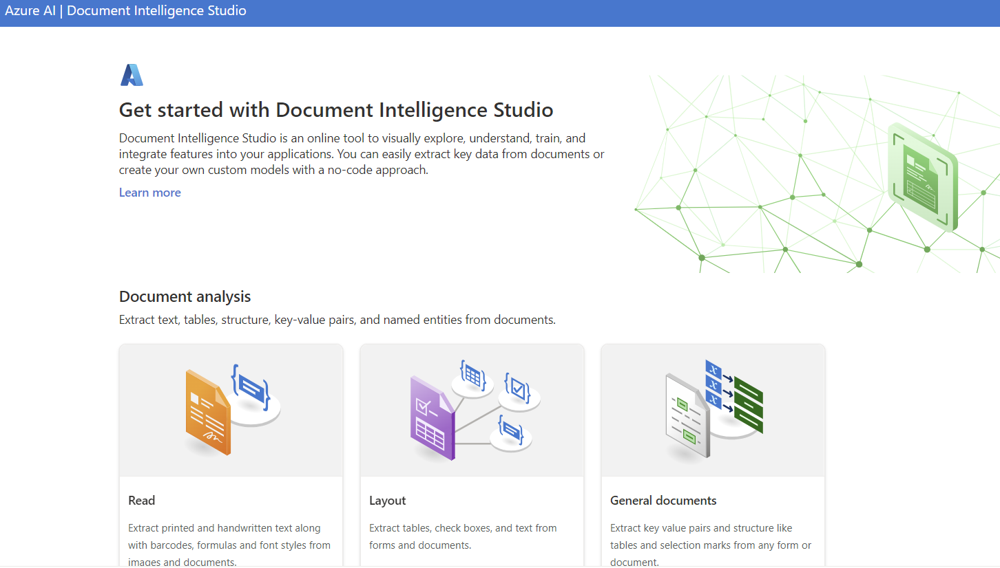 Azure AI | Document Intelligence Studio
Get started with Document Intelligence Studio
Document Intelligence Studio is an online tool to visually explore, understand, train, and
integrate features into your applications. You can easily extract key data from documents or
create your own custom models with a no-code approach.
Learn more
Document analysis
Extract text, tables, structure, key-value pairs, and named entities from documents.
Read
Extract printed and handwritten text along
with barcodes, formulas and font styles from
images and documents.
Layout
Extract tables, check boxes, and text from
forms and documents.
General documents
Extract key value pairs and structure like
tables and selection marks from any form or
document.